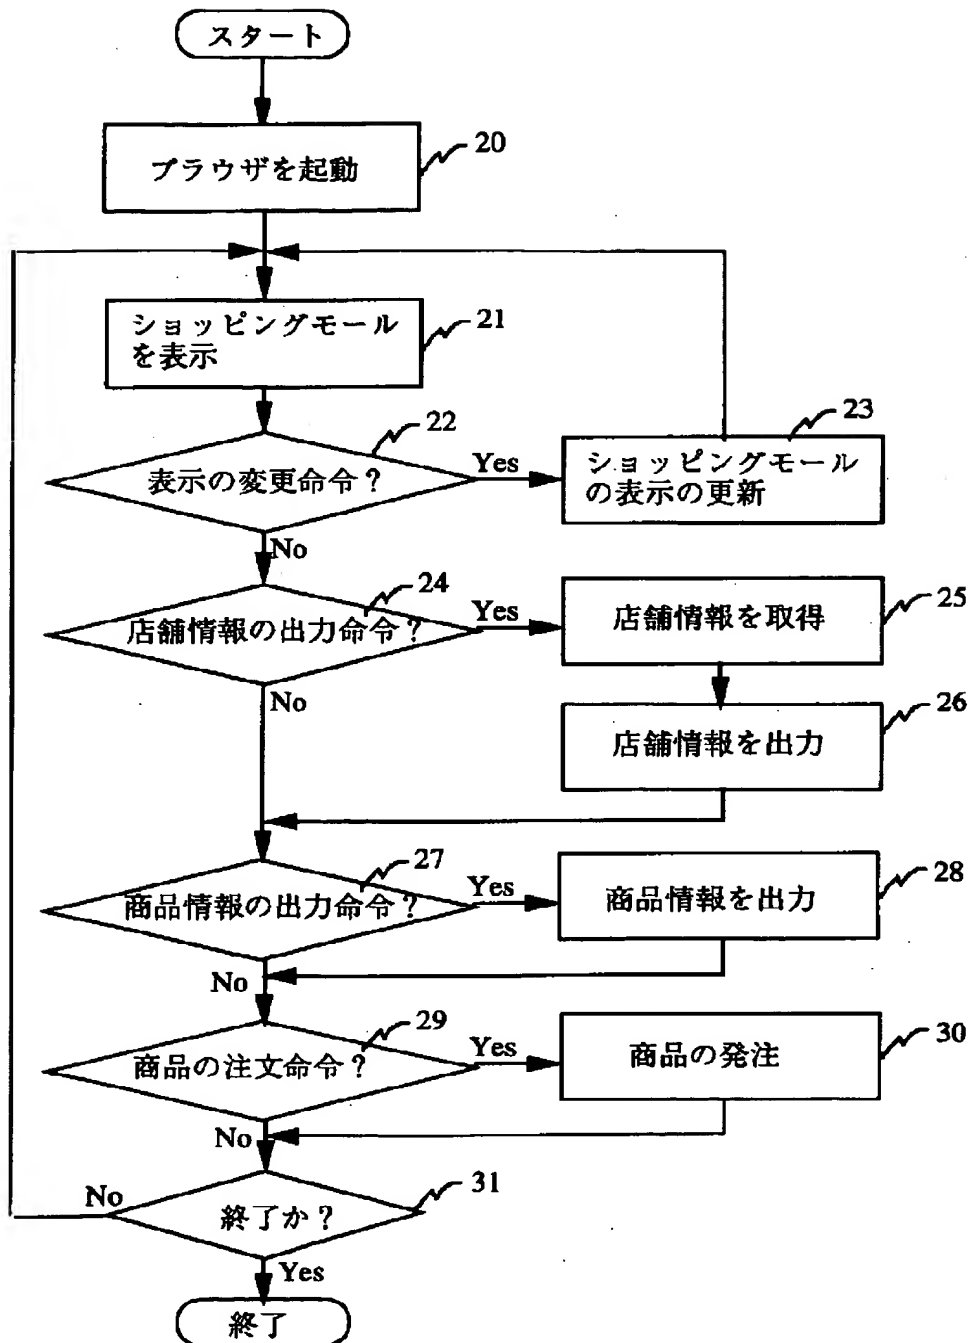 スタート
ブラウザを起動
20
ショッピングモール
を表示
21
表示の変更命令？
22
Yes
ショッピングモール
の表示の更新
23
No
店舗情報の出力命令？
24
Yes
店舗情報を取得
25
No
店舗情報を出力
26
商品情報の出力命令？
27
Yes
商品情報を出力
28
No
商品の注文命令？
29
Yes
商品の発注
30
No
終了か？
31
No
Yes
終了